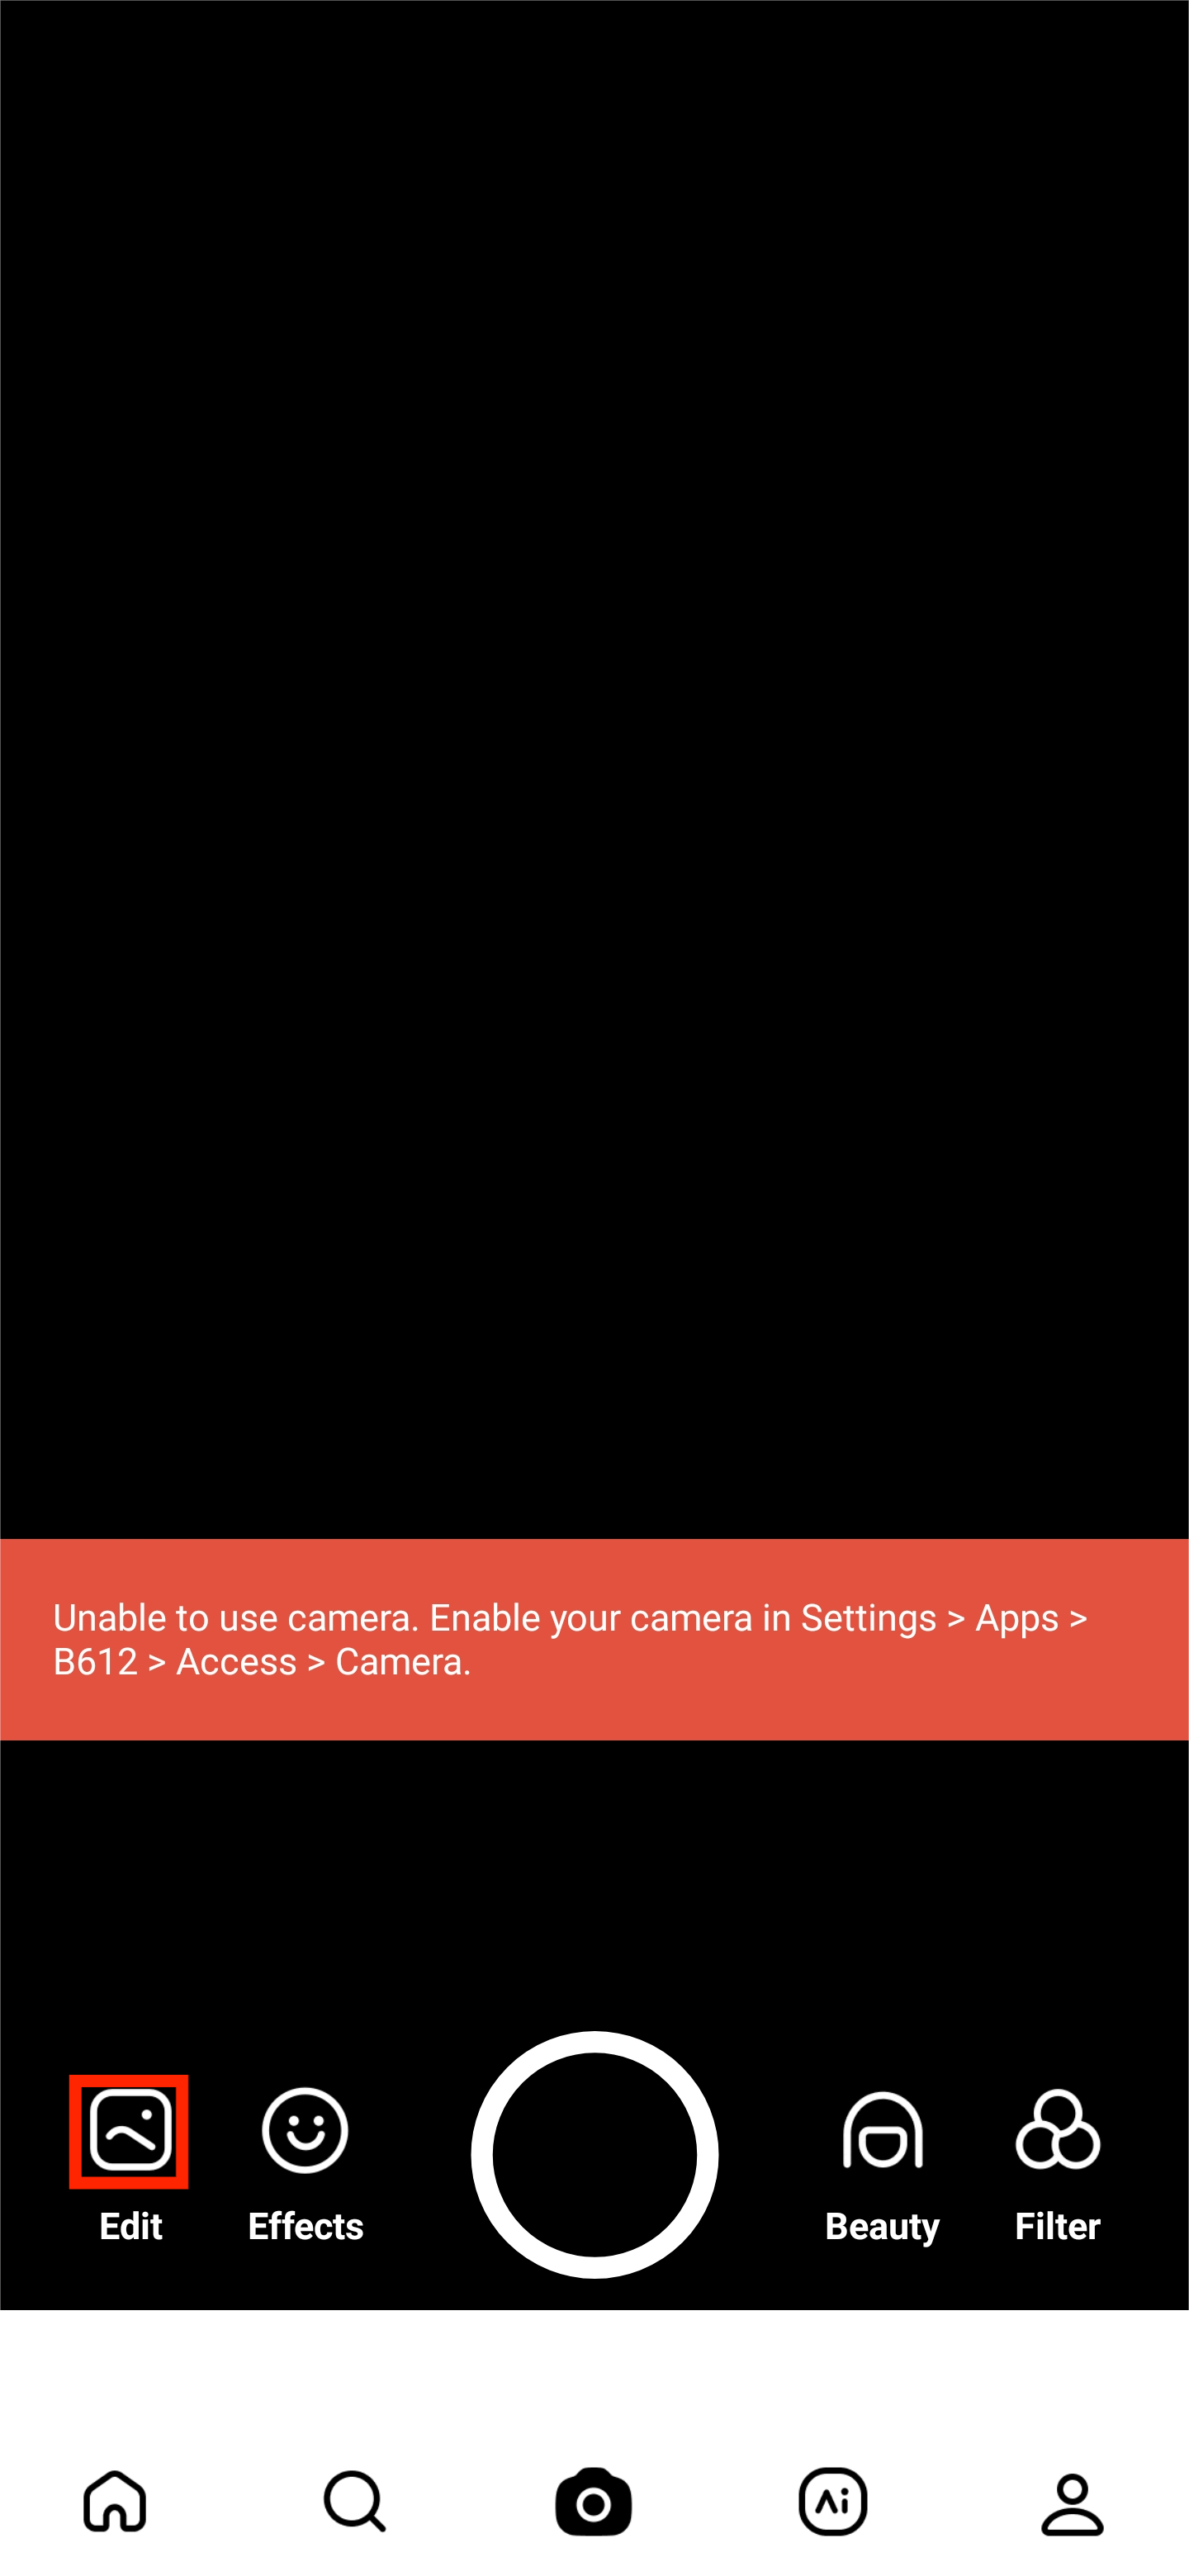 Unable to use camera. Enable your camera in Settings > Apps >
B612 > Access > Camera.
Edit Effects Beauty Filter
Ai